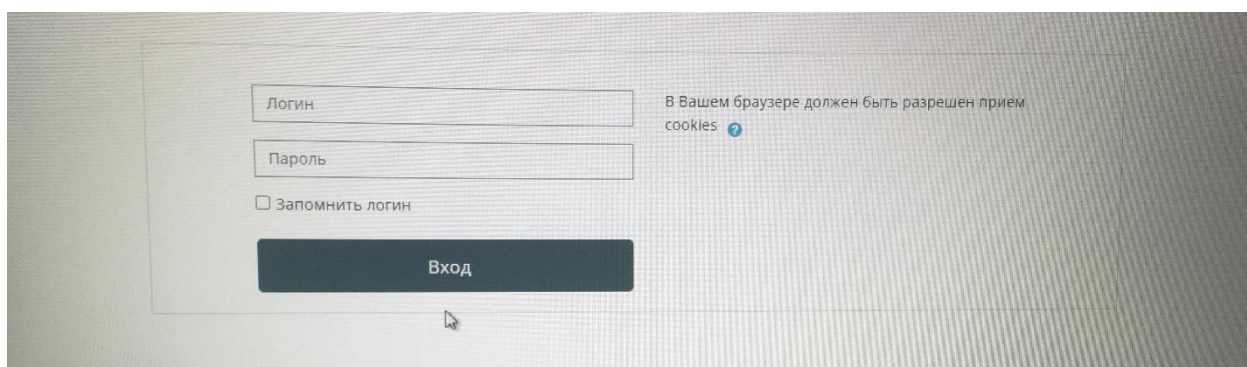 Логин
В Вашем браузере должен быть разрешен прием
cookies
Пароль
Запомнить логин
Вход